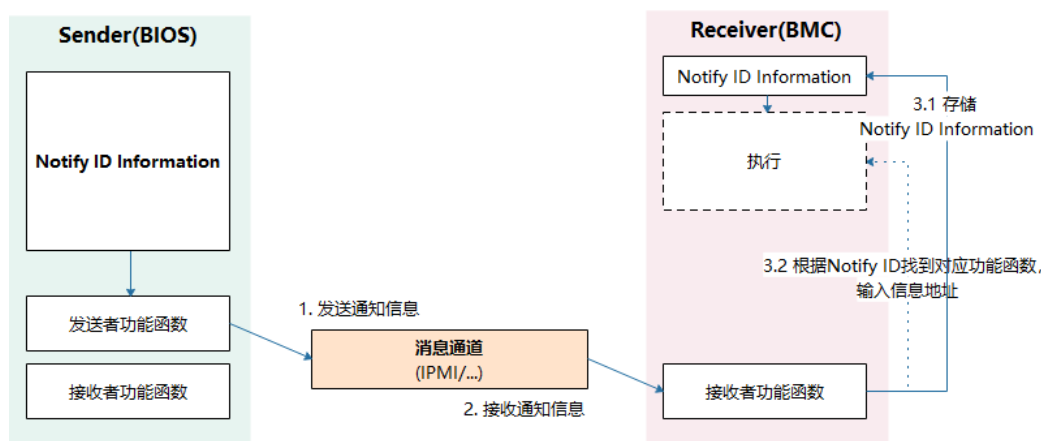 Sender(BIOS)
Notify ID Information
发送者功能函数
接收者功能函数
1. 发送通知信息
消息通道
(IPMI/...)
2. 接收通知信息
Receiver(BMC)
Notify ID Information
执行
3.1 存储
Notify ID Information
3.2 根据Notify ID找到对应功能函数,
输入信息地址
接收者功能函数